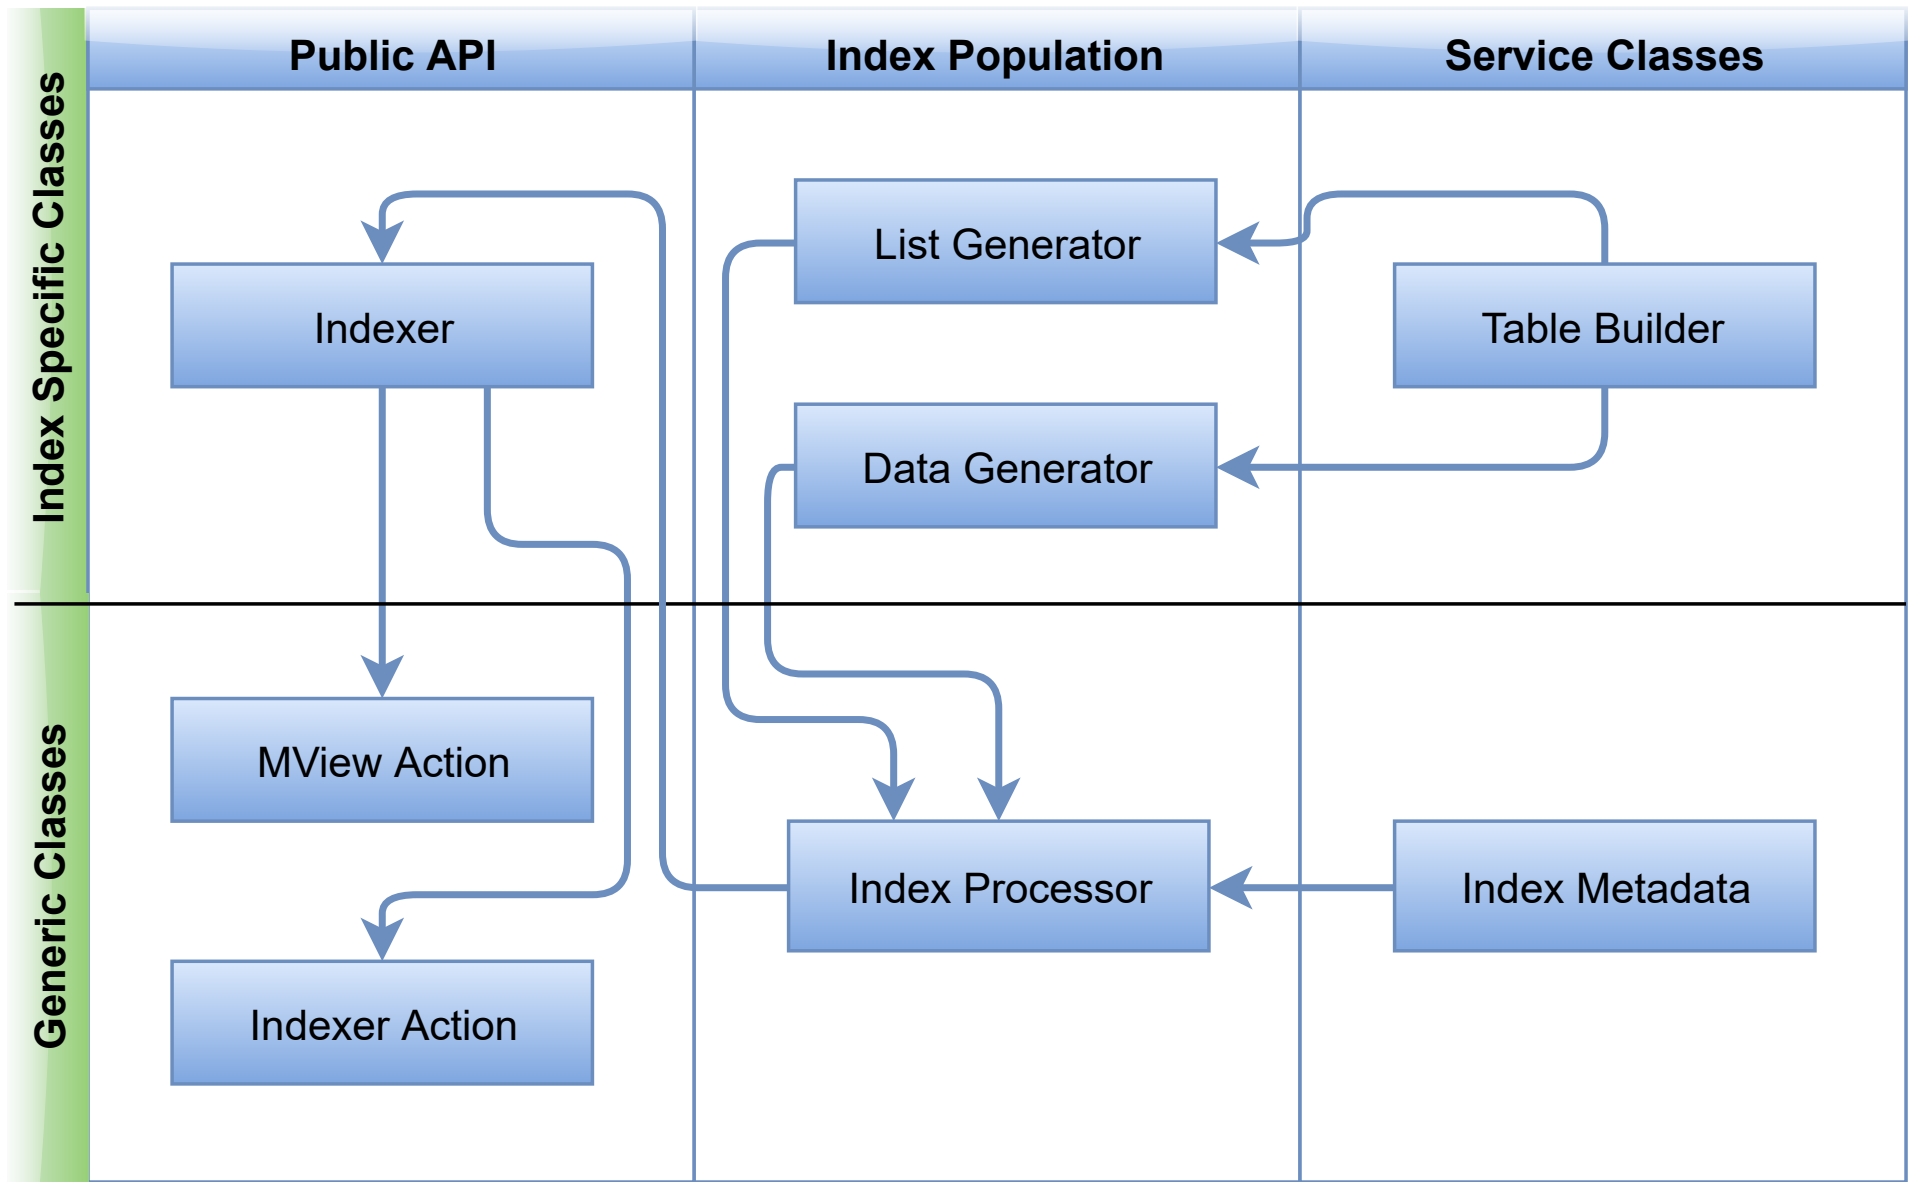 Public API
Index Population
Service Classes
Index Specific Classes
List Generator
Indexer
Table Builder
Data Generator
Generic Classes
MView Action
Index Processor
Index Metadata
Indexer Action